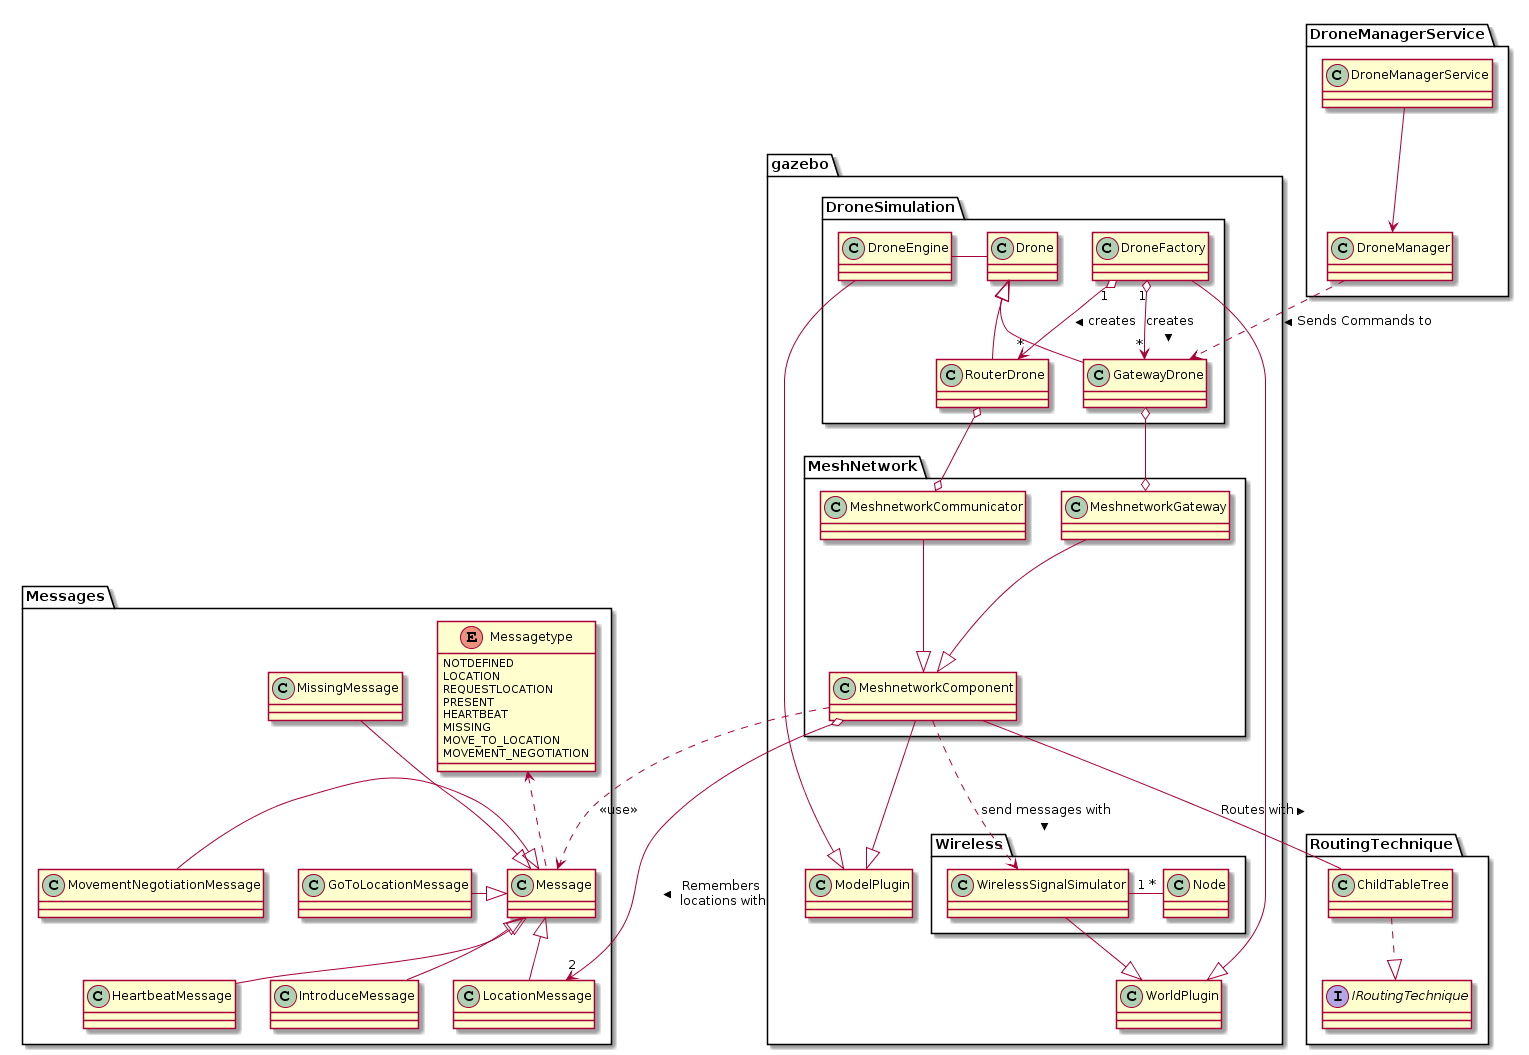 DroneManagerService
C DroneManagerService
gazebo
DroneSimulation
C DroneEngine
C Drone
C DroneFactory
C DroneManager
1
1
creates
creates
Sends Commands to
*
*
C RouterDrone
C GatewayDrone
MeshNetwork
C MeshnetworkCommunicator
C MeshnetworkGateway
Messages
E Messagetype
NOTDEFINED
LOCATION
REQUESTLOCATION
PRESENT
HEARTBEAT
MISSING
MOVE_TO_LOCATION
MOVEMENT_NEGOTIATION
C MissingMessage
C MeshnetworkComponent
«use»
send messages with
Routes with
Wireless
RoutingTechnique
C MovementNegotiationMessage
C GoToLocationMessage
C Message
Remembers
locations with
C ModelPlugin
C WirelessSignalSimulator
1 *
C Node
C ChildTableTree
2
C HeartbeatMessage
C IntroduceMessage
C LocationMessage
C WorldPlugin
I IRoutingTechnique